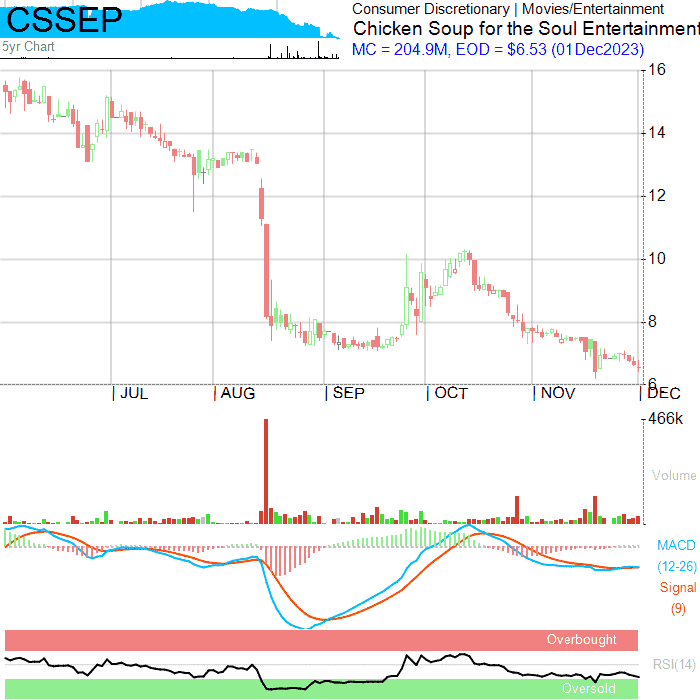 CSSEP
Consumer Discretionary | Movies/Entertainment
Chicken Soup for the Soul Entertainment
5yr Chart
MC = 204.9M, EOD = $6.53 (01Dec2023)
16
14
12
10
8
6
JUL
AUG
SEP
OCT
NOV
DEC
466k
Volume
MACD
(12-26)
Signal
(9)
Overbought
RSI(14)
Oversold